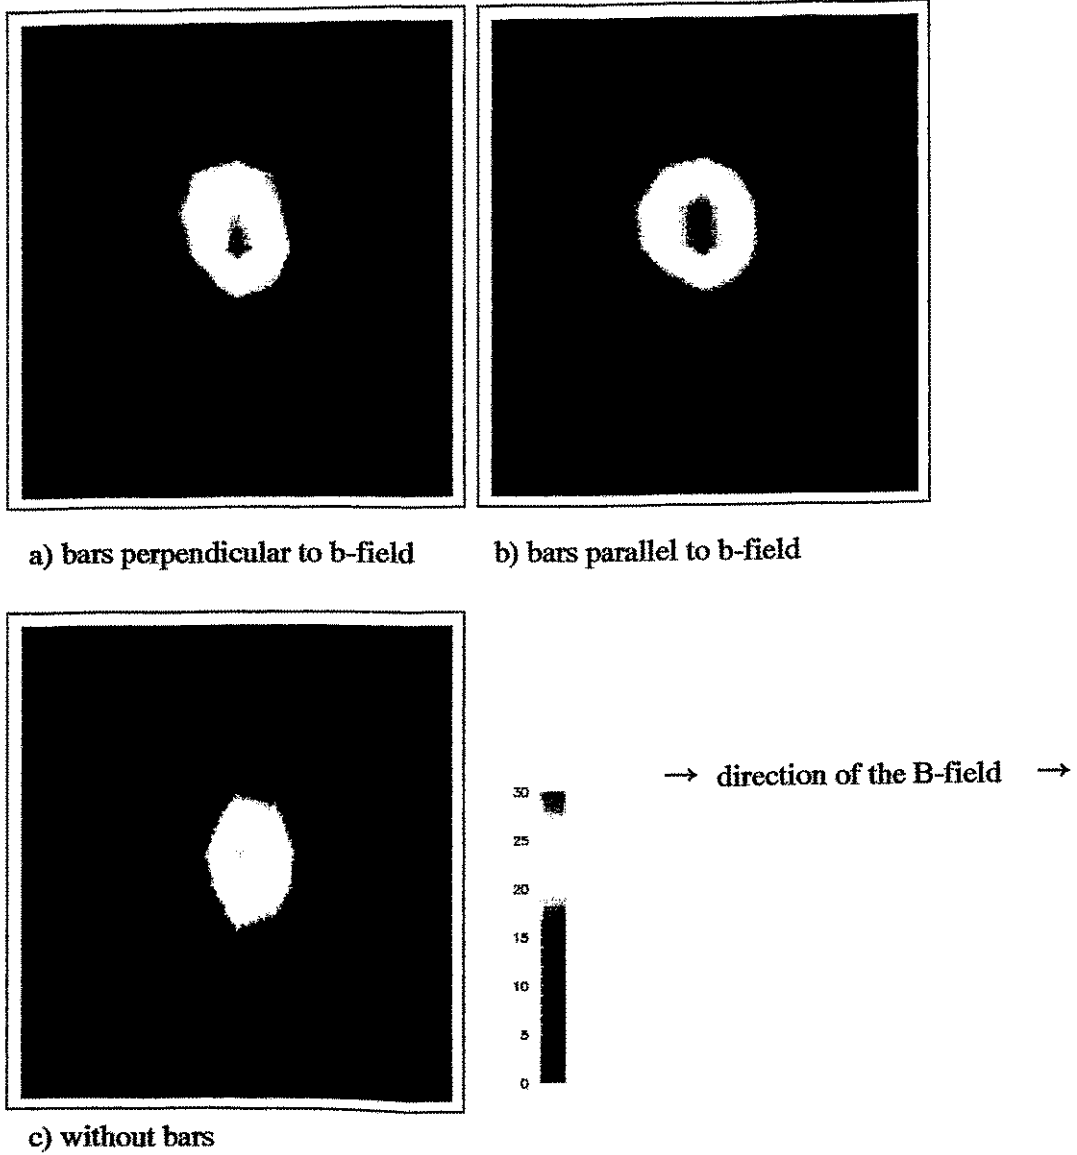 a) bars perpendicular to b-field
b) bars parallel to b-field
→ direction of the B-field →
30
25
20
15
10
5
0
c) without bars